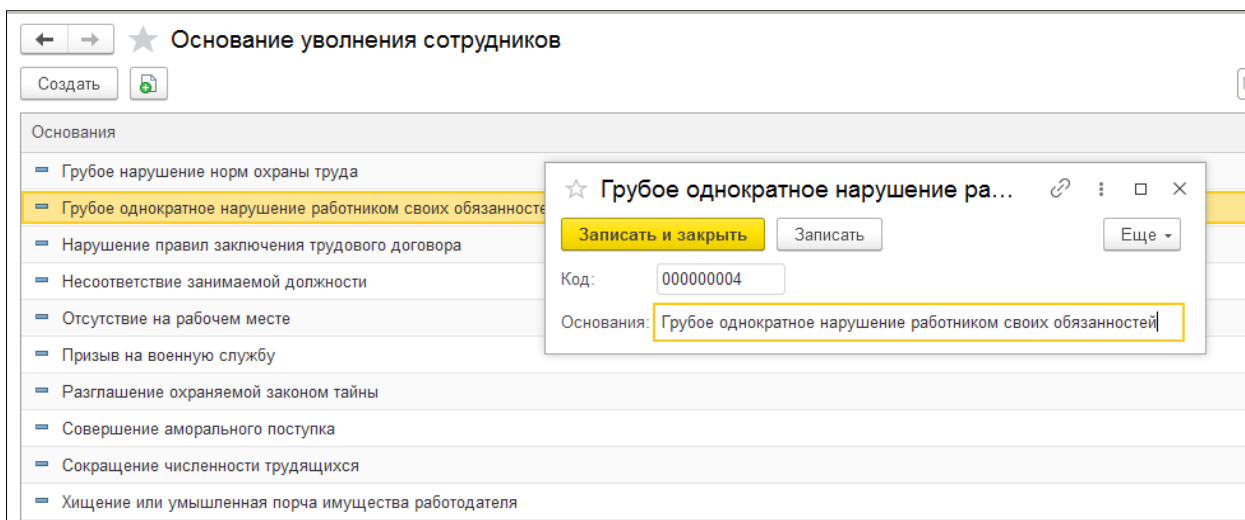 Основание уволнения сотрудников
Создать
Основания
Грубое нарушение норм охраны труда
Грубое однократное нарушение работником своих обязанносте
Нарушение правил заключения трудового договора
Несоответствие занимаемой должности
Отсутствие на рабочем месте
Призыв на военную службу
Разглашение охраняемой законом тайны
Совершение аморального поступка
Сокращение численности трудящихся
Хищение или умышленная порча имущества работодателя
Грубое однократное нарушение ра...
Записать и закрыть Записать Еще
Код: 000000004
Основания: Грубое однократное нарушение работником своих обязанностей